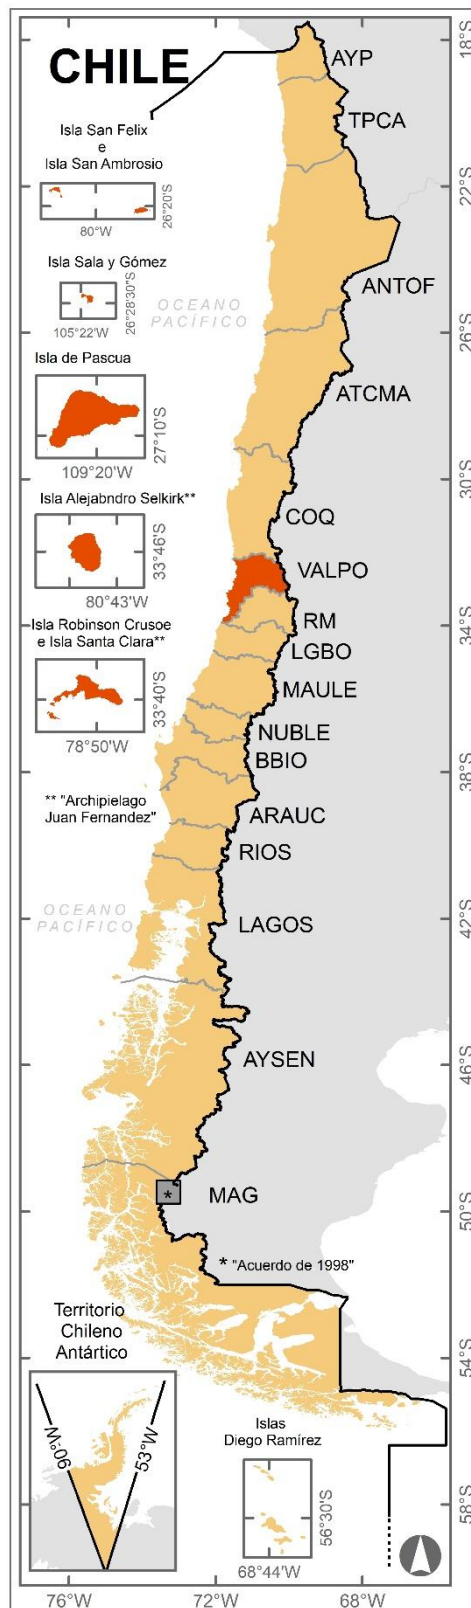 CHILE
18°S
AYP
TPCA
Isla San Felix
e
Isla San Ambrosio
80°W
26°20'S
22°S
Isla Sala y Gómez
105°22'W
26°28'30"S
OCEANO
PACÍFICO
ANTOF
26°S
Isla de Pascua
109°20'W
27°10'S
ATCMA
30°S
Isla Alejabndro Selkirk**
80°43'W
33°46'S
COQ
VALPO
Isla Robinson Crusoe
e Isla Santa Clara**
78°50'W
33°40'S
RM
34°S
LGBO
MAULE
NUBLE
BBIO
38°S
** "Archipielago
Juan Fernandez"
ARAUC
RIOS
OCEANO
PACÍFICO
LAGOS
42°S
AYSEN
46°S
*
MAG
50°S
* "Acuerdo de 1998"
Territorio
Chileno
Antártico
90°W
53°W
54°S
Islas
Diego Ramírez
56°30'S
68°44'W
58°S
76°W
72°W
68°W